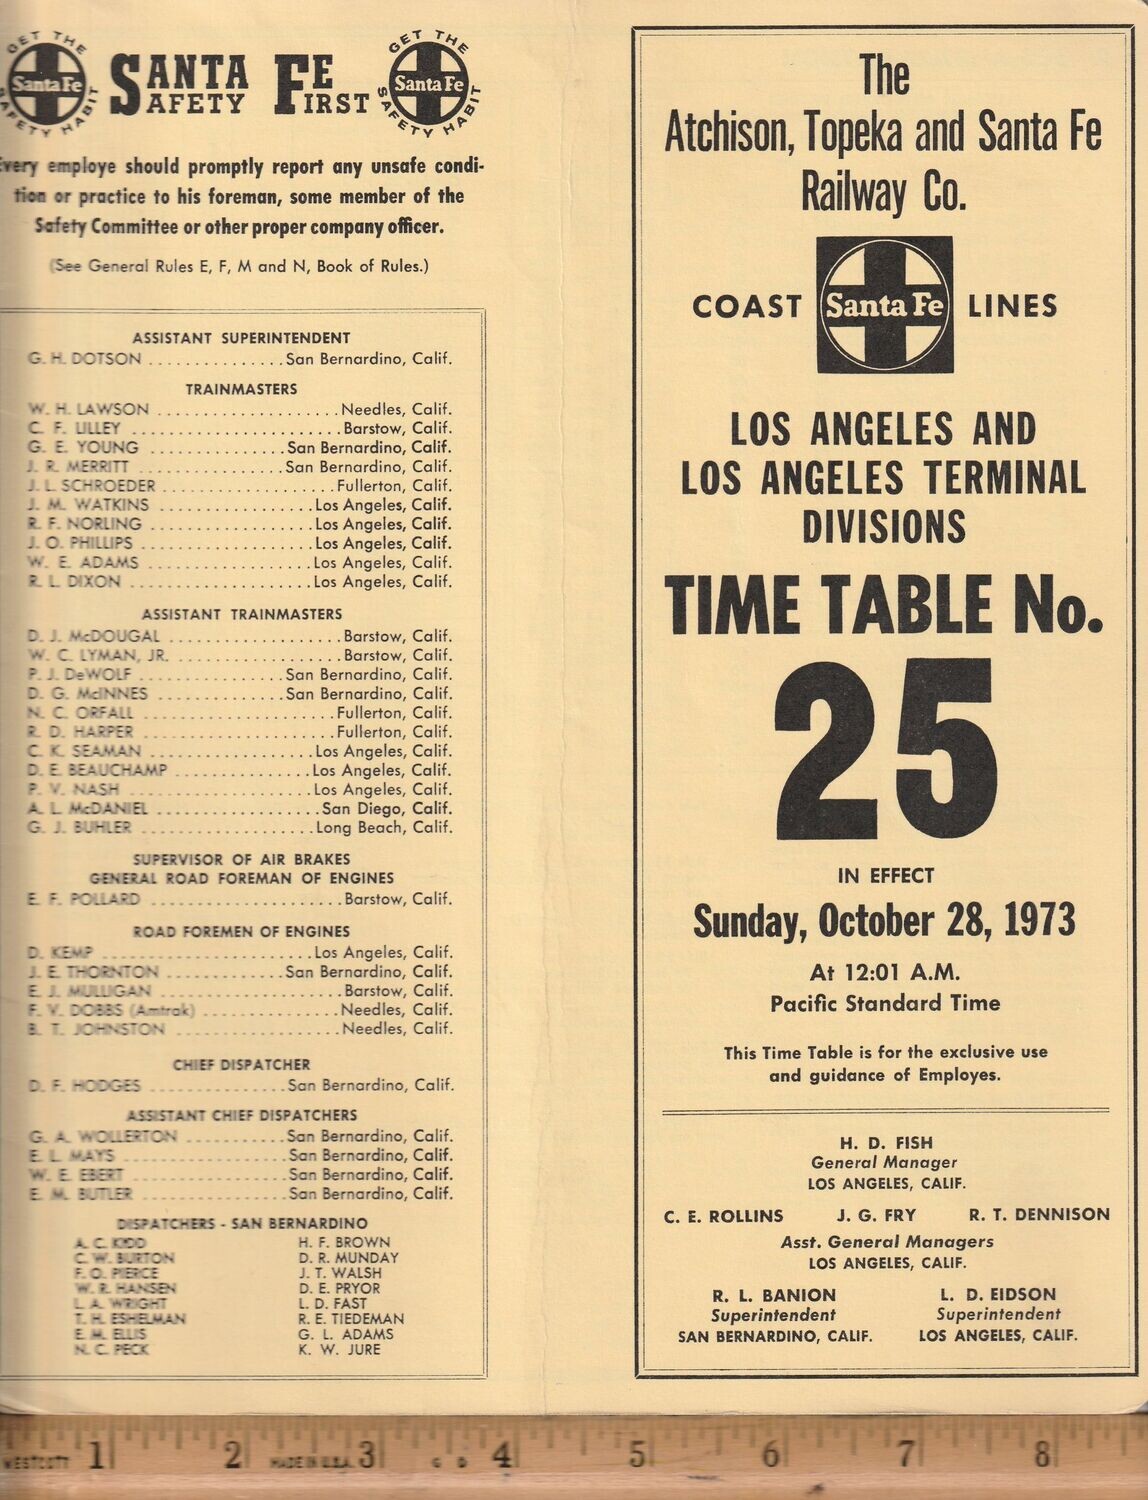 GET THE
Santa Fe
SAFETY HABIT
SANTA FE
SAFETY FIRST
GET THE
Santa Fe
SAFETY HABIT
Every employe should promptly report any unsafe condi-
tion or practice to his foreman, some member of the
Safety Committee or other proper company officer.
(See General Rules E, F, M and N, Book of Rules.)
ASSISTANT SUPERINTENDENT
G. H. DOTSON ............... San Bernardino, Calif.
TRAINMASTERS
W. H. LAWSON .................... Needles, Calif.
C. F. LILLEY ....................... Barstow, Calif.
G. E. YOUNG ............... San Bernardino, Calif.
J. R. MERRITT ................ San Bernardino, Calif.
J. L. SCHROEDER ................... Fullerton, Calif.
J. M. WATKINS ................. Los Angeles, Calif.
R. F. NORLING .................. Los Angeles, Calif.
J. O. PHILLIPS ................... Los Angeles, Calif.
W. E. ADAMS ................... Los Angeles, Calif.
R. L. DIXON .................... Los Angeles, Calif.
ASSISTANT TRAINMASTERS
D. J. McDOUGAL ................... Barstow, Calif.
W. C. LYMAN, JR. ................... Barstow, Calif.
P. J. DeWOLF ................ San Bernardino, Calif.
D. G. McINNES .............. San Bernardino, Calif.
N. C. ORFALL ..................... Fullerton, Calif.
R. D. HARPER ..................... Fullerton, Calif.
C. K. SEAMAN .................. Los Angeles, Calif.
D. E. BEAUCHAMP ............... Los Angeles, Calif.
P. V. NASH .................... Los Angeles, Calif.
A. L. McDANIEL .................. San Diego, Calif.
G. J. BUHLER ................... Long Beach, Calif.
SUPERVISOR OF AIR BRAKES
GENERAL ROAD FOREMAN OF ENGINES
E. F. POLLARD ...................... Barstow, Calif.
ROAD FOREMEN OF ENGINES
D. KEMP ........................ Los Angeles, Calif.
J. E. THORNTON ............. San Bernardino, Calif.
E. J. MULLIGAN .................... Barstow, Calif.
F. V. DOBBS (Amtrak) ............... Needles, Calif.
B. T. JOHNSTON ................... Needles, Calif.
CHIEF DISPATCHER
D. F. HODGES ............... San Bernardino, Calif.
ASSISTANT CHIEF DISPATCHERS
G. A. WOLLERTON ........... San Bernardino, Calif.
E. L. MAYS .................. San Bernardino, Calif.
W. E. EBERT ................. San Bernardino, Calif.
E. M. BUTLER ................ San Bernardino, Calif.
DISPATCHERS - SAN BERNARDINO
A. C. KIDD H. F. BROWN
C. W. BURTON D. R. MUNDAY
F. O. PIERCE J. T. WALSH
W. R. HANSEN D. E. PRYOR
L. A. WRIGHT L. D. FAST
T. H. ESHELMAN R. E. TIEDEMAN
E. M. ELLIS G. L. ADAMS
N. C. PECK K. W. JURE
The
Atchison, Topeka and Santa Fe
Railway Co.
COAST Santa Fe LINES
LOS ANGELES AND
LOS ANGELES TERMINAL
DIVISIONS
TIME TABLE No.
25
IN EFFECT
Sunday, October 28, 1973
At 12:01 A.M.
Pacific Standard Time
This Time Table is for the exclusive use
and guidance of Employes.
H. D. FISH
General Manager
LOS ANGELES, CALIF.
C. E. ROLLINS J. G. FRY R. T. DENNISON
Asst. General Managers
LOS ANGELES, CALIF.
R. L. BANION L. D. EIDSON
Superintendent Superintendent
SAN BERNARDINO, CALIF. LOS ANGELES, CALIF.
WESTCOTT 1 2 MADE IN U.S.A. 3 4 5 6 7 8